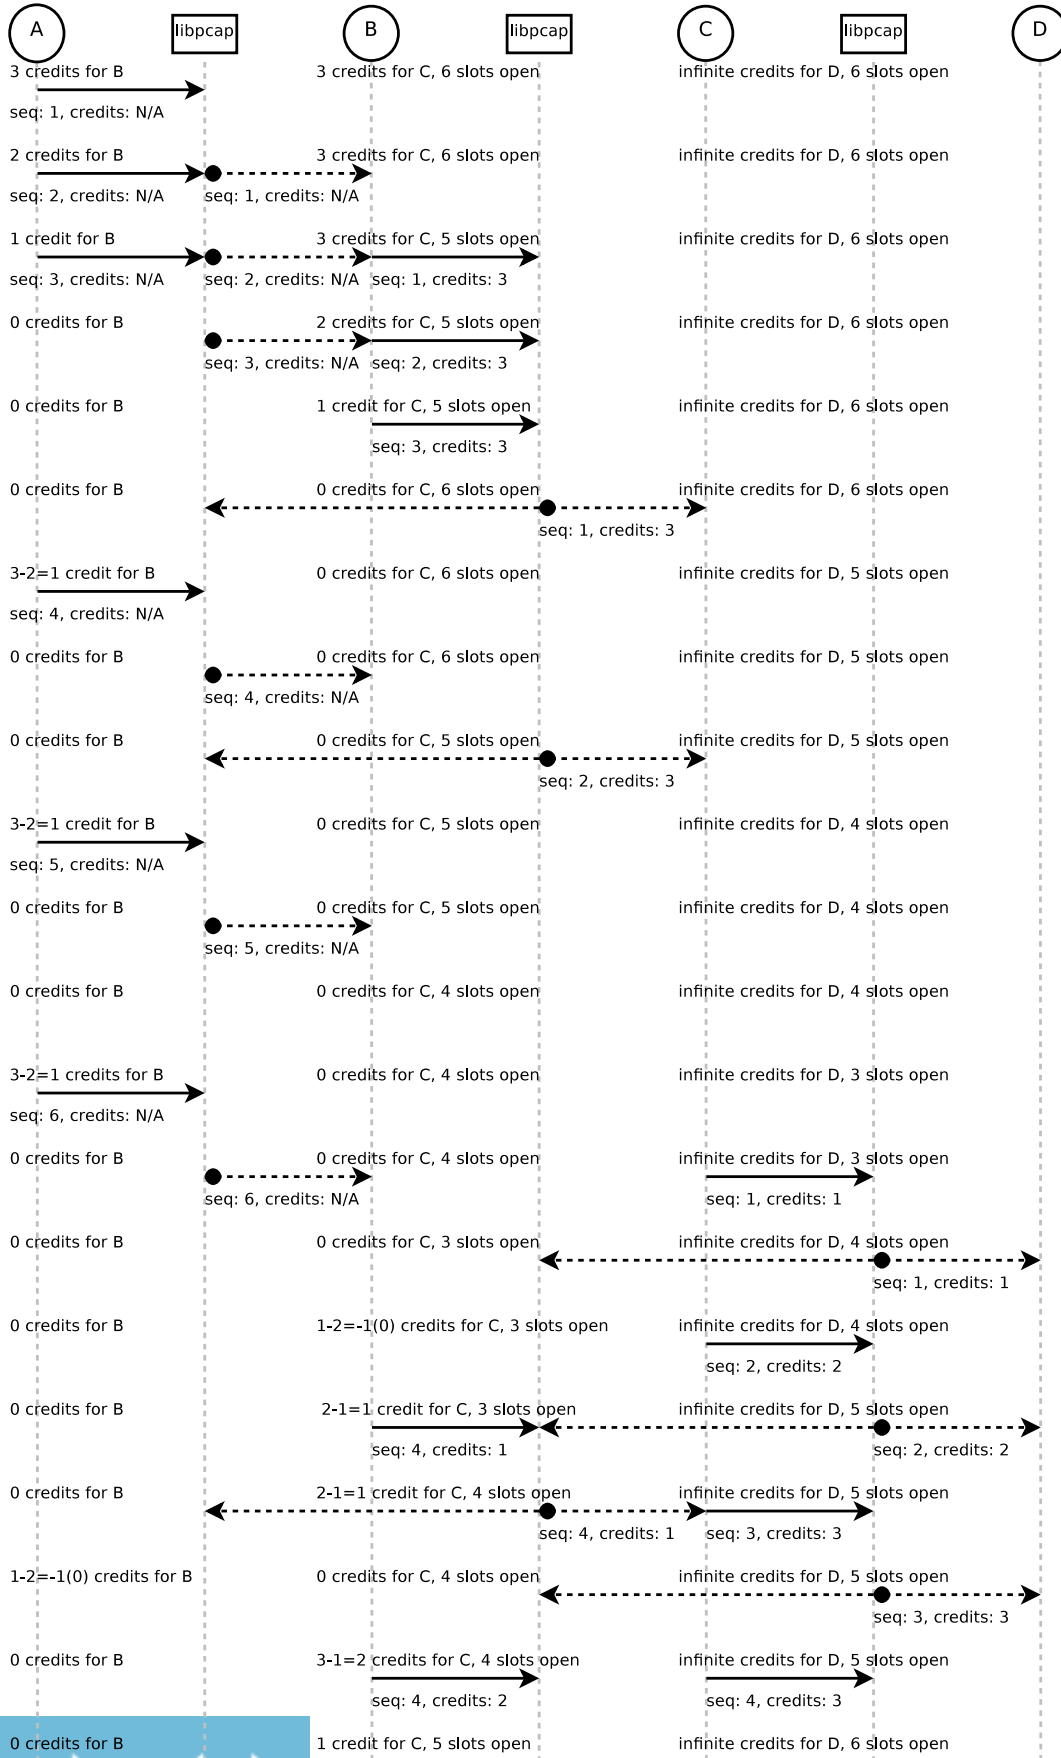 A libpcap B libpcap C libpcap D
3 credits for B 3 credits for C, 6 slots open infinite credits for D, 6 slots open
seq: 1, credits: N/A
2 credits for B 3 credits for C, 6 slots open infinite credits for D, 6 slots open
seq: 2, credits: N/A seq: 1, credits: N/A
1 credit for B 3 credits for C, 5 slots open infinite credits for D, 6 slots open
seq: 3, credits: N/A seq: 2, credits: N/A seq: 1, credits: 3
0 credits for B 2 credits for C, 5 slots open infinite credits for D, 6 slots open
seq: 3, credits: N/A seq: 2, credits: 3
0 credits for B 1 credit for C, 5 slots open infinite credits for D, 6 slots open
seq: 3, credits: 3
0 credits for B 0 credits for C, 6 slots open infinite credits for D, 6 slots open
seq: 1, credits: 3
3-2=1 credit for B 0 credits for C, 6 slots open infinite credits for D, 5 slots open
seq: 4, credits: N/A
0 credits for B 0 credits for C, 6 slots open infinite credits for D, 5 slots open
seq: 4, credits: N/A
0 credits for B 0 credits for C, 5 slots open infinite credits for D, 5 slots open
seq: 2, credits: 3
3-2=1 credit for B 0 credits for C, 5 slots open infinite credits for D, 4 slots open
seq: 5, credits: N/A
0 credits for B 0 credits for C, 5 slots open infinite credits for D, 4 slots open
seq: 5, credits: N/A
0 credits for B 0 credits for C, 4 slots open infinite credits for D, 4 slots open
3-2=1 credits for B 0 credits for C, 4 slots open infinite credits for D, 3 slots open
seq: 6, credits: N/A
0 credits for B 0 credits for C, 4 slots open infinite credits for D, 3 slots open
seq: 6, credits: N/A seq: 1, credits: 1
0 credits for B 0 credits for C, 3 slots open infinite credits for D, 4 slots open
seq: 1, credits: 1
0 credits for B 1-2=-1(0) credits for C, 3 slots open infinite credits for D, 4 slots open
seq: 2, credits: 2
0 credits for B 2-1=1 credit for C, 3 slots open infinite credits for D, 5 slots open
seq: 4, credits: 1 seq: 2, credits: 2
0 credits for B 2-1=1 credit for C, 4 slots open infinite credits for D, 5 slots open
seq: 4, credits: 1 seq: 3, credits: 3
1-2=-1(0) credits for B 0 credits for C, 4 slots open infinite credits for D, 5 slots open
seq: 3, credits: 3
0 credits for B 3-1=2 credits for C, 4 slots open infinite credits for D, 5 slots open
seq: 4, credits: 2 seq: 4, credits: 3
0 credits for B 1 credit for C, 5 slots open infinite credits for D, 6 slots open